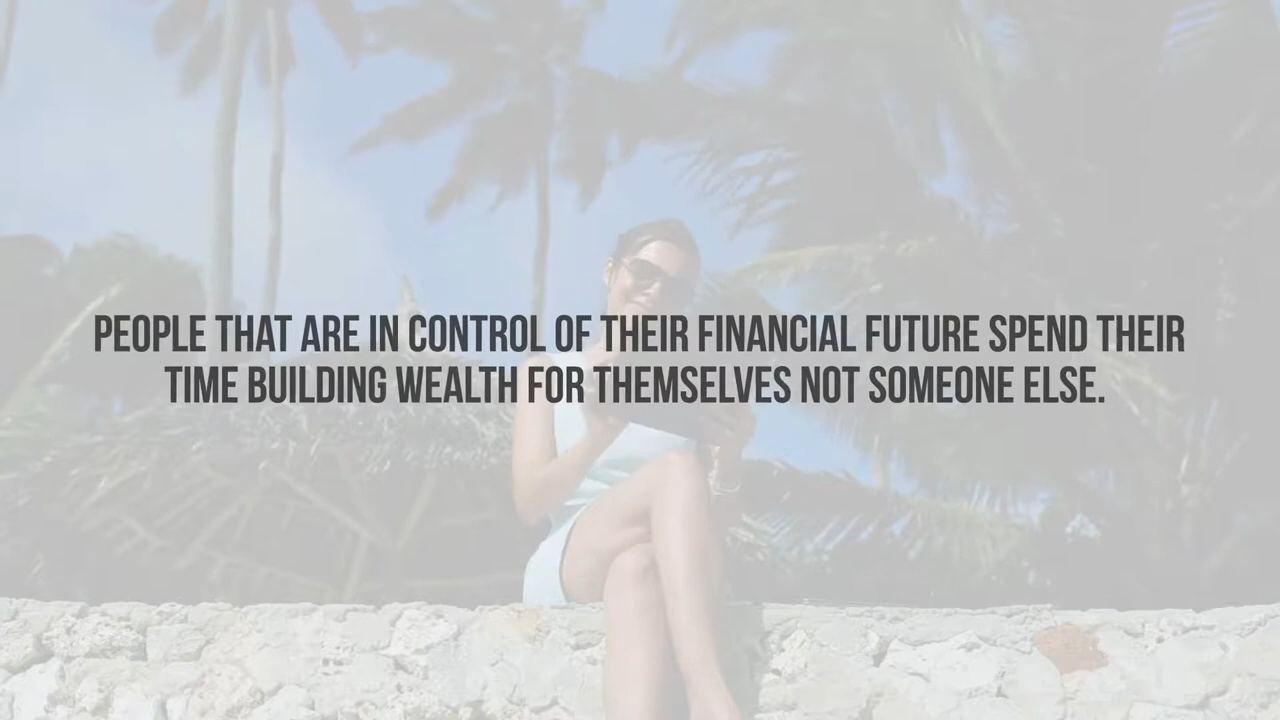 PEOPLE THAT ARE IN CONTROL OF THEIR FINANCIAL FUTURE SPEND THEIR
TIME BUILDING WEALTH FOR THEMSELVES NOT SOMEONE ELSE.